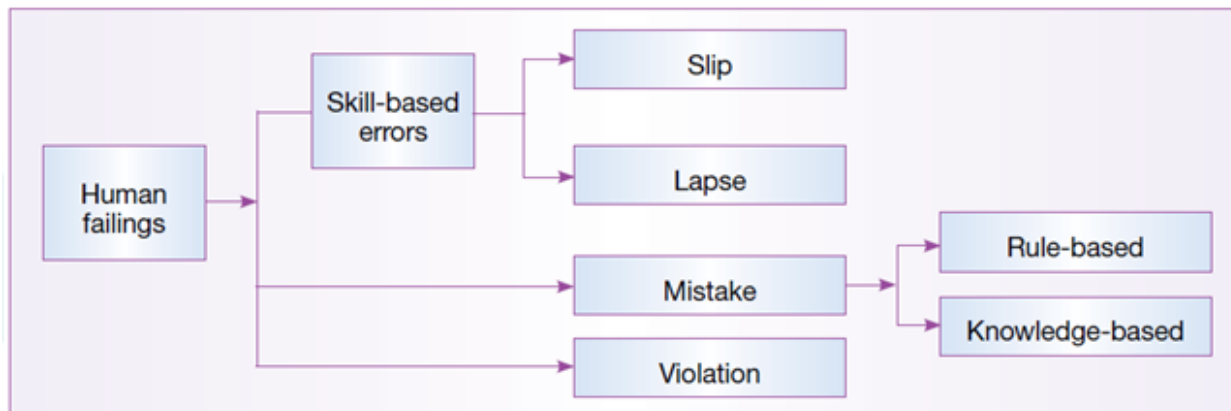 Human
failings
Skill-based
errors
Slip
Lapse
Mistake
Violation
Rule-based
Knowledge-based